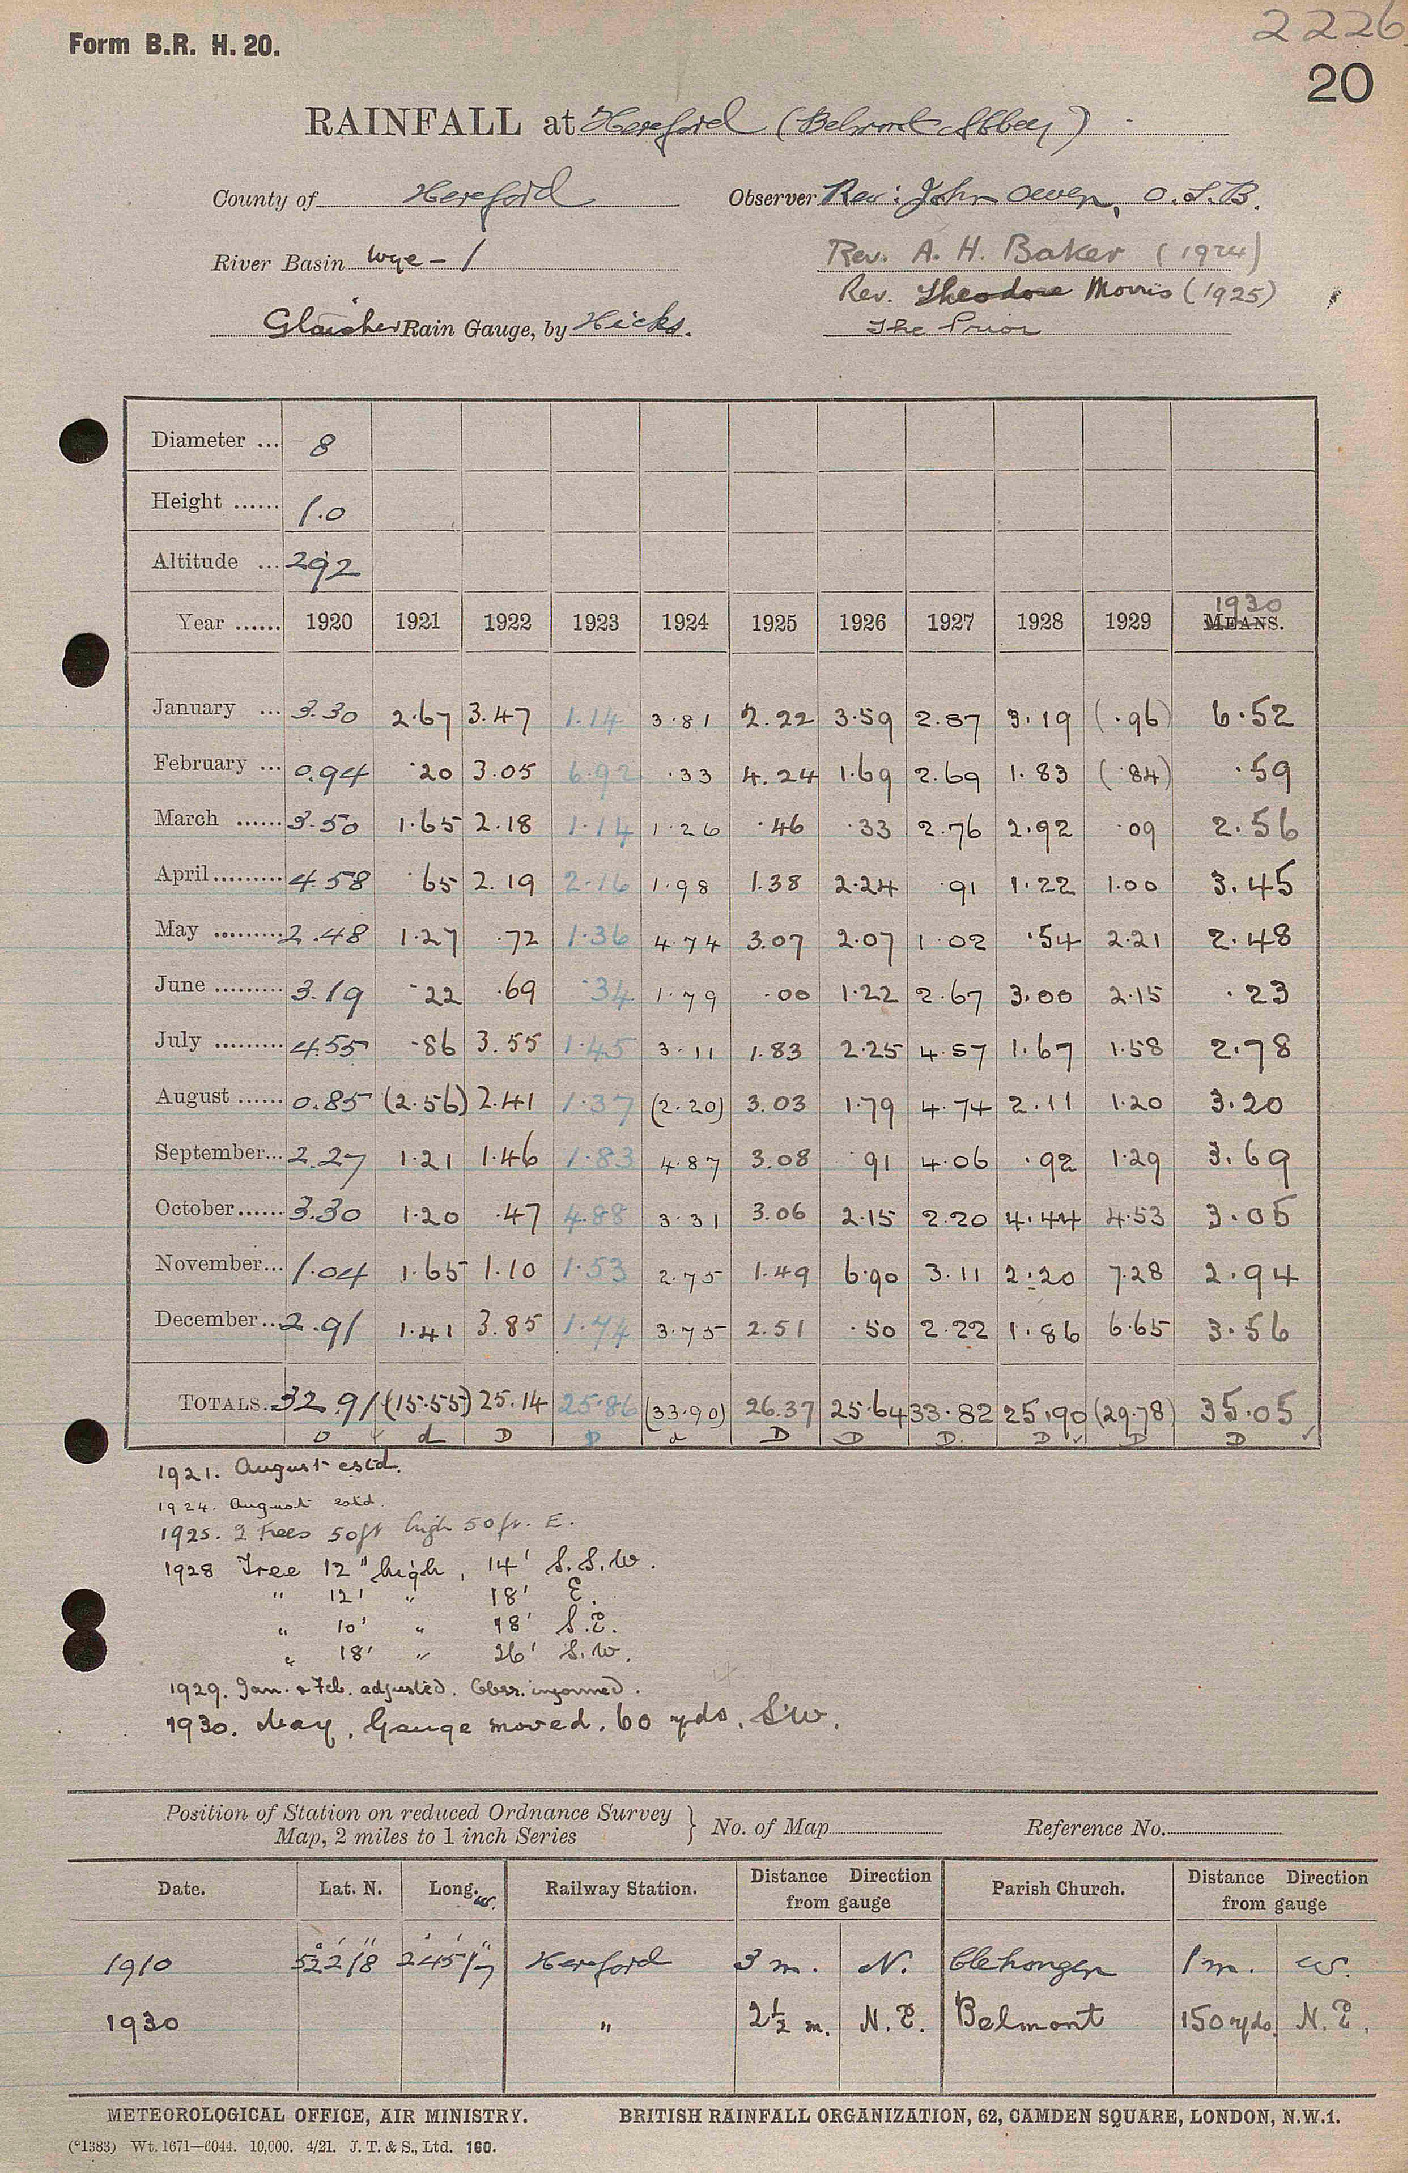 2226
Form B.R. H. 20.
20
RAINFALL at Hereford (Belmont Abbey)
County of Hereford Observer Rev: John Owen, O.S.B.
River Basin Wye - 1 Rev. A. H. Baker (1924)
Rev. Theodore Morris (1925)
Glaisher Rain Gauge, by Hicks. The Prior
Diameter ... 8
Height ...... 1.0
Altitude ... 292
Year ...... 1920 1921 1922 1923 1924 1925 1926 1927 1928 1929 1930 MEANS.
January ... 3.30 2.67 3.47 1.14 3.81 2.22 3.59 2.87 3.19 (.96) 6.52
February ... 0.94 .20 3.05 6.92 .33 4.24 1.69 2.69 1.83 (.84) .59
March ...... 3.50 1.65 2.18 1.14 1.26 .46 .33 2.76 2.92 .09 2.56
April ......... 4.58 .65 2.19 2.16 1.98 1.38 2.24 .91 1.22 1.00 3.45
May ......... 2.48 1.27 .72 1.36 4.74 3.07 2.07 1.02 .54 2.21 2.48
June ......... 3.19 .22 .69 .34 1.79 .00 1.22 2.67 3.00 2.15 .23
July ......... 4.55 .86 3.55 1.45 3.11 1.83 2.25 4.57 1.67 1.58 2.78
August ...... 0.85 (2.56) 2.41 1.37 (2.20) 3.03 1.79 4.74 2.11 1.20 3.20
September... 2.27 1.21 1.46 1.83 4.87 3.08 .91 4.06 .92 1.29 3.69
October...... 3.30 1.20 .47 4.88 3.31 3.06 2.15 2.20 4.44 4.53 3.05
November... 1.04 1.65 1.10 1.53 2.75 1.49 6.90 3.11 2.20 7.28 2.94
December ... 2.91 1.41 3.85 1.74 3.75 2.51 .50 2.22 1.86 6.65 3.56
TOTALS. 32.91 (15.55) 25.14 25.86 (33.90) 26.37 25.64 33.82 25.90 (29.78) 35.05
D d D D d D D D D D D
1921. August estd.
1924. August estd.
1925. 2 trees 50ft high 50ft. E.
1928 Tree 12" high, 14' S.S.W.
" 12' " 18' E.
" 10' " 18' S.E.
" 18' " 26' S.W.
1929. Jan. & Feb. adjusted. Obsr. informed.
1930. May, Gauge moved, 60 yds, SW.
Position of Station on reduced Ordnance Survey Map, 2 miles to 1 inch Series } No. of Map Reference No.
Date. Lat. N. Long. W. Railway Station. Distance Direction from gauge Parish Church. Distance Direction from gauge
1910 52° 2' 18" 2° 45' 17" Hereford 3 m. N. Clehongen 1 m. W.
1930 " 2½ m. N.E. Belmont 150 yds. N.E.
METEOROLOGICAL OFFICE, AIR MINISTRY. BRITISH RAINFALL ORGANIZATION, 62, CAMDEN SQUARE, LONDON, N.W.1.
(*1383) Wt. 1671—6044. 10,000. 4/21. J. T. & S., Ltd. 160.